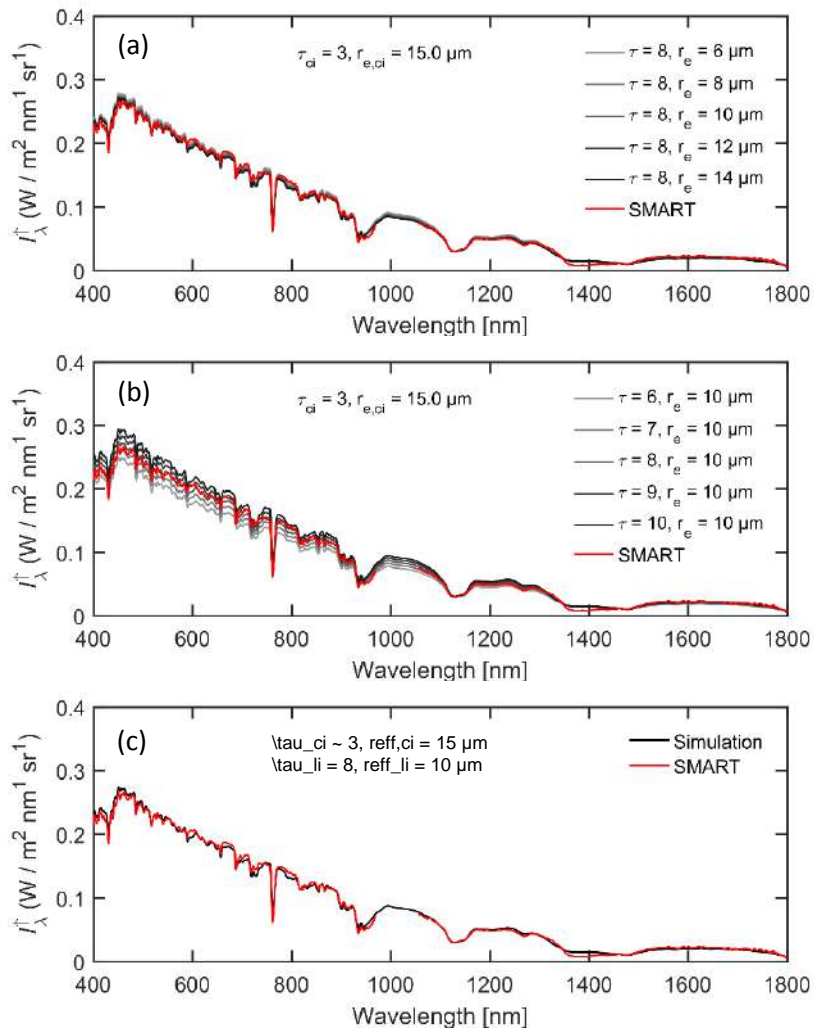 (a)
τci = 3, re,ci = 15.0 µm
τ = 8, re = 6 µm
τ = 8, re = 8 µm
τ = 8, re = 10 µm
τ = 8, re = 12 µm
τ = 8, re = 14 µm
SMART
I↑λ (W / m² nm¹ sr¹)
0.4
0.3
0.2
0.1
0
400 600 800 1000 1200 1400 1600 1800
Wavelength [nm]
(b)
τci = 3, re,ci = 15.0 µm
τ = 6, re = 10 µm
τ = 7, re = 10 µm
τ = 8, re = 10 µm
τ = 9, re = 10 µm
τ = 10, re = 10 µm
SMART
I↑λ (W / m² nm¹ sr¹)
0.4
0.3
0.2
0.1
0
400 600 800 1000 1200 1400 1600 1800
Wavelength [nm]
(c)
\tau_ci ~ 3, reff,ci = 15 µm
\tau_li = 8, reff_li = 10 µm
Simulation
SMART
I↑λ (W / m² nm¹ sr¹)
0.4
0.3
0.2
0.1
0
400 600 800 1000 1200 1400 1600 1800
Wavelength [nm]